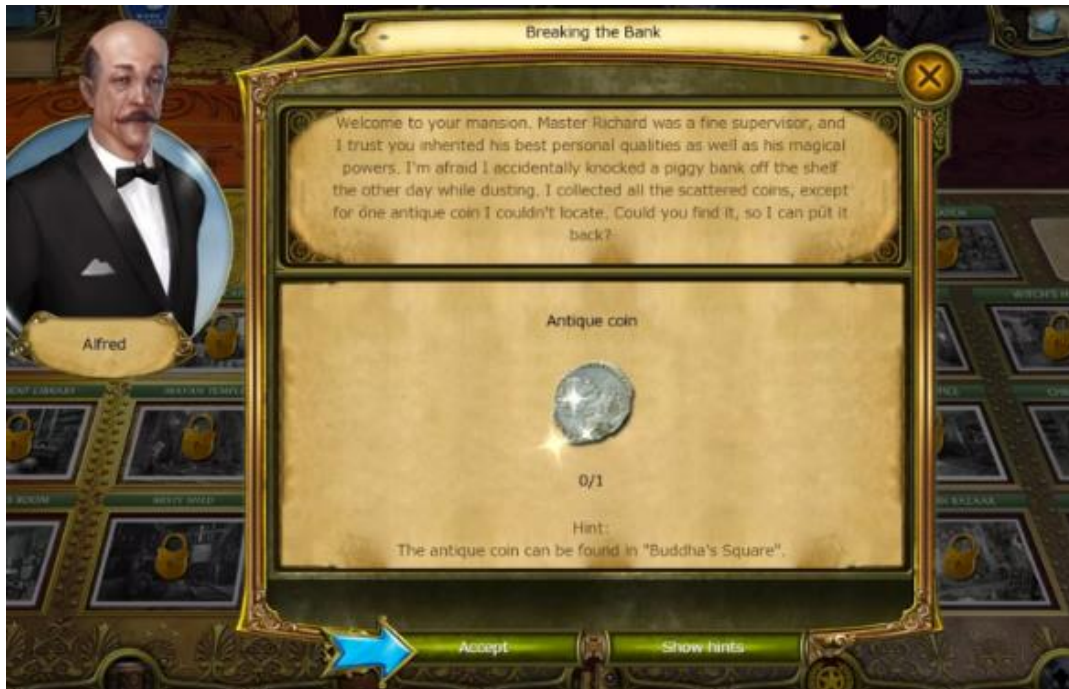 Breaking the Bank
Welcome to your mansion. Master Richard was a fine supervisor, and
I trust you inherited his best personal qualities as well as his magical
powers. I'm afraid I accidentally knocked a piggy bank off the shelf
the other day while dusting. I collected all the scattered coins, except
for one antique coin I couldn't locate. Could you find it, so I can put it
back?
Alfred
Antique coin
0/1
Hint:
The antique coin can be found in "Buddha's Square".
LIBRARY
ROOM
BAZAAR
Accept
Show hints